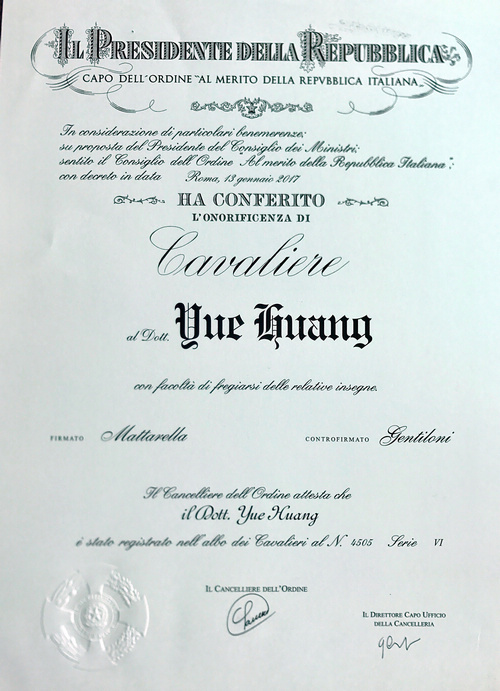 IL PRESIDENTE DELLA REPUBBLICA
CAPO DELL'ORDINE "AL MERITO DELLA REPVBBLICA ITALIANA"
In considerazione di particolari benemerenze;
su proposta del Presidente del Consiglio dei Ministri;
sentito il Consiglio dell'Ordine "Al merito della Repubblica Italiana";
con decreto in data Roma, 13 gennaio 2017
HA CONFERITO
L'ONORIFICENZA DI
Cavaliere
al Dott. Yue Huang
con facoltà di fregiarsi delle relative insegne.
FIRMATO Mattarella CONTROFIRMATO Gentiloni
Il Cancelliere dell'Ordine attesta che
il Dott. Yue Huang
è stato registrato nell'albo dei Cavalieri al N. 4505 Serie VI
IL CANCELLIERE DELL'ORDINE
IL DIRETTORE CAPO UFFICIO
DELLA CANCELLERIA